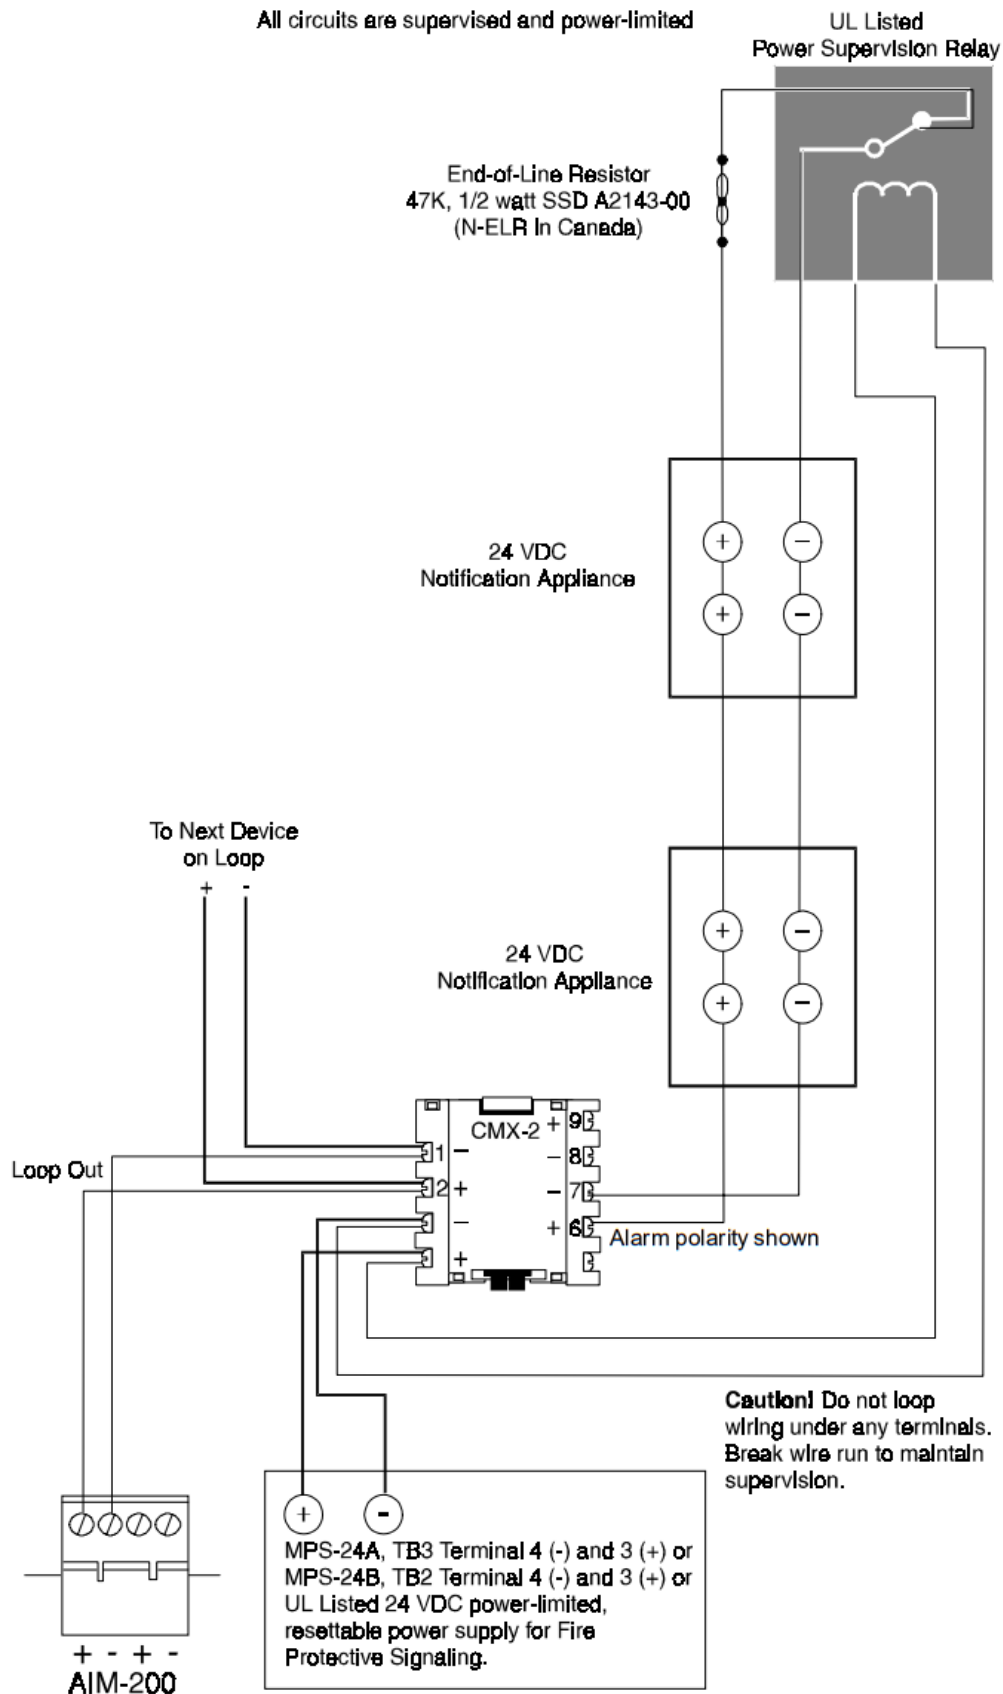 All circuits are supervised and power-limited
UL Listed
Power Supervision Relay
End-of-Line Resistor
47K, 1/2 watt SSD A2143-00
(N-ELR in Canada)
+ -
24 VDC
Notification Appliance
+ -
To Next Device
on Loop
+ -
+ -
24 VDC
Notification Appliance
+ -
CMX-2
+ 9
1 -
- 8
Loop Out
2 +
- 7
-
+ 6
Alarm polarity shown
+
Caution! Do not loop
wiring under any terminals.
Break wire run to maintain
supervision.
+ -
MPS-24A, TB3 Terminal 4 (-) and 3 (+) or
MPS-24B, TB2 Terminal 4 (-) and 3 (+) or
UL Listed 24 VDC power-limited,
resettable power supply for Fire
Protective Signaling.
+ - + -
AIM-200